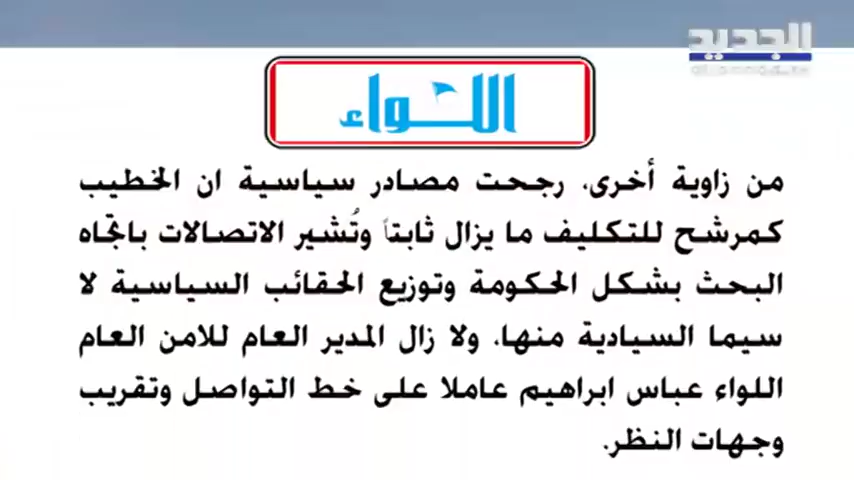 الجديد
اللواء
من زاوية أخرى، رجحت مصادر سياسية ان الخطيب
كمرشح للتكليف ما يزال ثابتاً وتُشير الاتصالات باتجاه
البحث بشكل الحكومة وتوزيع الحقائب السياسية لا
سيما السيادية منها، ولا زال المدير العام للامن العام
اللواء عباس ابراهيم عاملا على خط التواصل وتقريب
وجهات النظر.